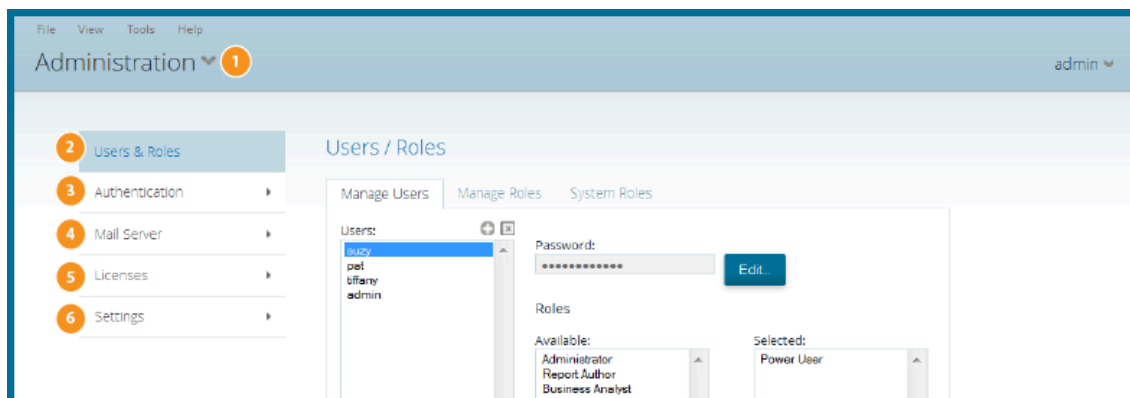 File View Tools Help
Administration 1
admin
2 Users & Roles
3 Authentication
4 Mail Server
5 Licenses
6 Settings
Users / Roles
Manage Users Manage Roles System Roles
Users:
suzy
pat
tiffany
admin
Password:
••••••••••••
Edit...
Roles
Available:
Administrator
Report Author
Business Analyst
Selected:
Power User